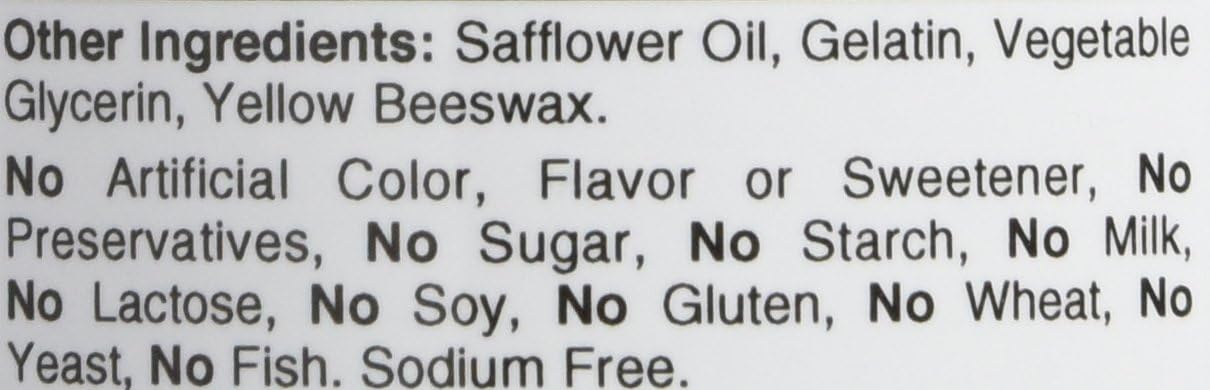 Other Ingredients: Safflower Oil, Gelatin, Vegetable
Glycerin, Yellow Beeswax.
No Artificial Color, Flavor or Sweetener, No
Preservatives, No Sugar, No Starch, No Milk,
No Lactose, No Soy, No Gluten, No Wheat, No
Yeast, No Fish. Sodium Free.